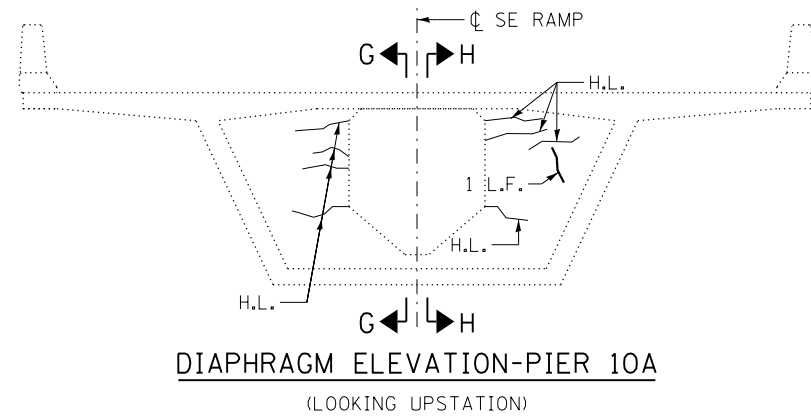 ℄ SE RAMP
G H
H.L.
1 L.F.
H.L.
H.L.
G H
DIAPHRAGM ELEVATION-PIER 10A
(LOOKING UPSTATION)